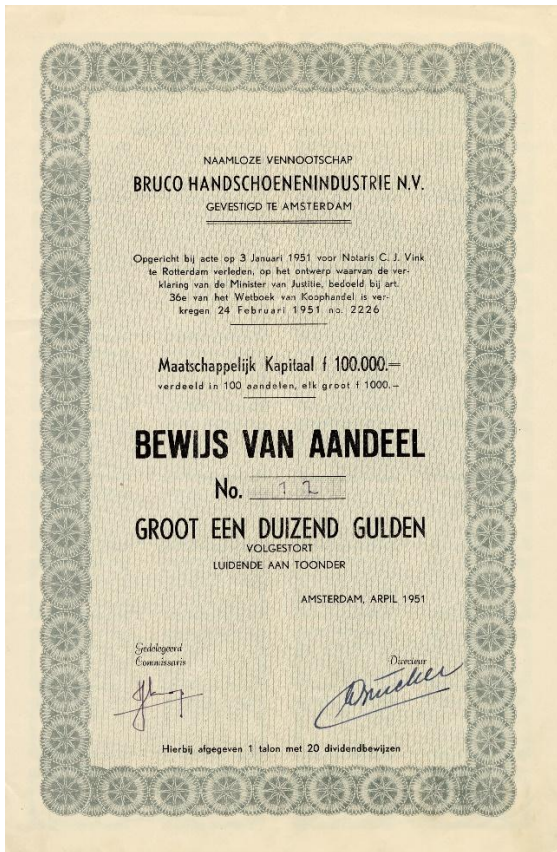 NAAMLOZE VENNOOTSCHAP
BRUCO HANDSCHOENENINDUSTRIE N.V.
GEVESTIGD TE AMSTERDAM
Opgericht bij acte op 3 Januari 1951 voor Notaris C. J. Vink
te Rotterdam verleden, op het ontwerp waarvan de ver-
klaring van de Minister van Justitie, bedoeld bij art.
36e van het Wetboek van Koophandel is ver-
kregen 24 Februari 1951 no. 2226
Maatschappelijk Kapitaal f 100.000.=
verdeeld in 100 aandelen, elk groot f 1000.–
BEWIJS VAN AANDEEL
No. 12
GROOT EEN DUIZEND GULDEN
VOLGESTORT
LUIDENDE AAN TOONDER
AMSTERDAM, ARPIL 1951
Gedelegeerd
Commissaris
Directeur
Hierbij afgegeven 1 talon met 20 dividendbewijzen